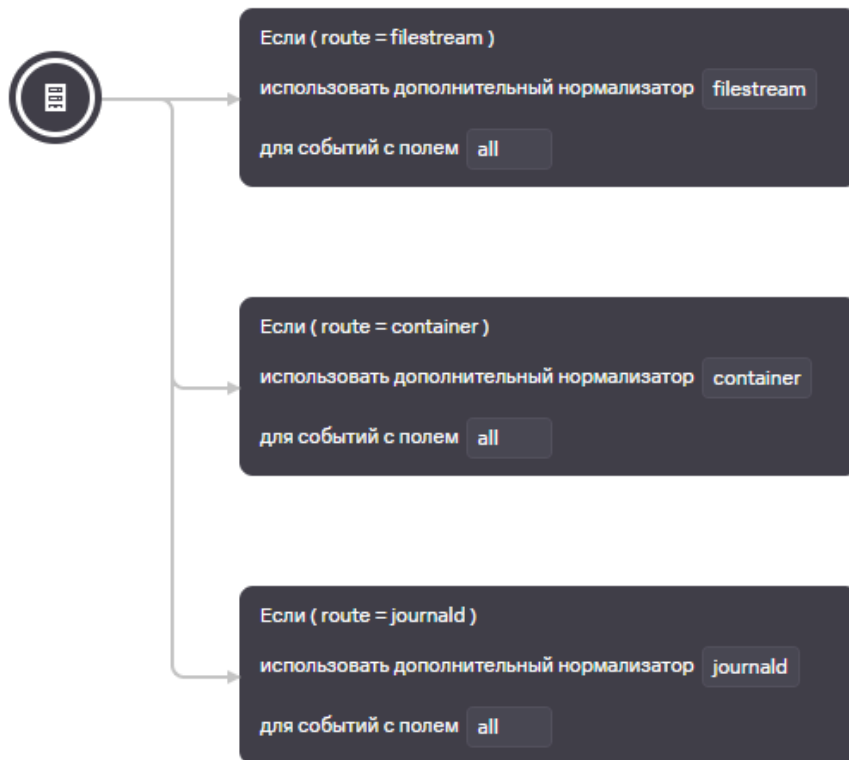 Если ( route = filestream )
использовать дополнительный нормализатор filestream
для событий с полем all
Если ( route = container )
использовать дополнительный нормализатор container
для событий с полем all
Если ( route = journald )
использовать дополнительный нормализатор journald
для событий с полем all